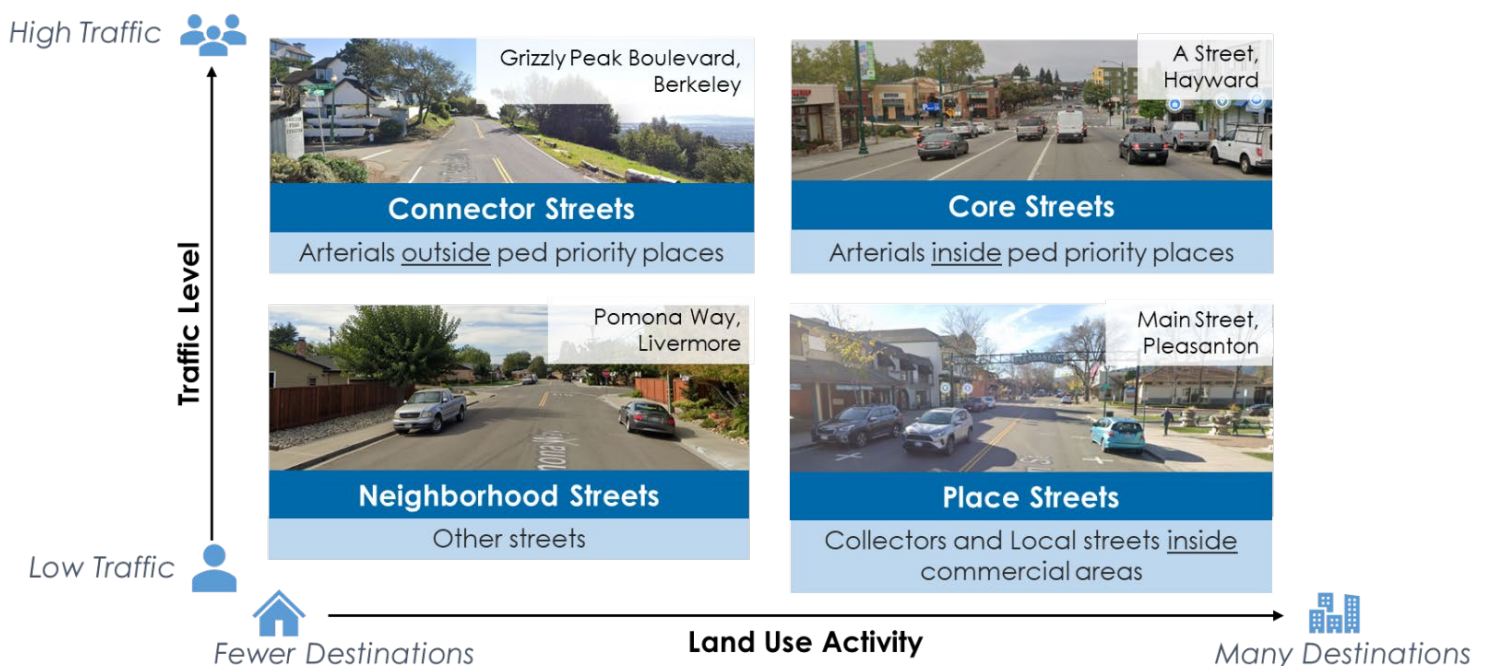 High Traffic
Grizzly Peak Boulevard,
Berkeley
A Street,
Hayward
Connector Streets
Arterials outside ped priority places
Core Streets
Arterials inside ped priority places
Traffic Level
Pomona Way,
Livermore
Main Street,
Pleasanton
Neighborhood Streets
Other streets
Place Streets
Collectors and Local streets inside
commercial areas
Low Traffic
Fewer Destinations
Land Use Activity
Many Destinations